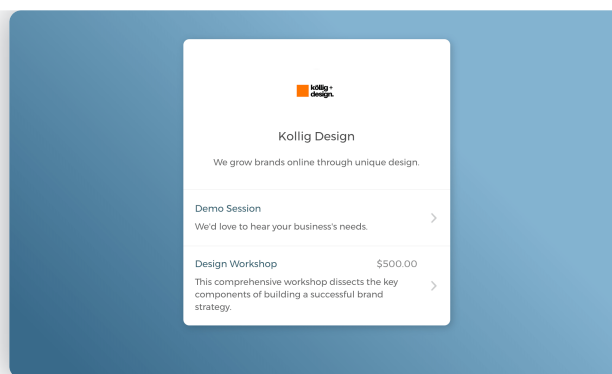 köllig +
design.
Kollig Design
We grow brands online through unique design.
Demo Session
We'd love to hear your business's needs.
Design Workshop $500.00
This comprehensive workshop dissects the key
components of building a successful brand
strategy.